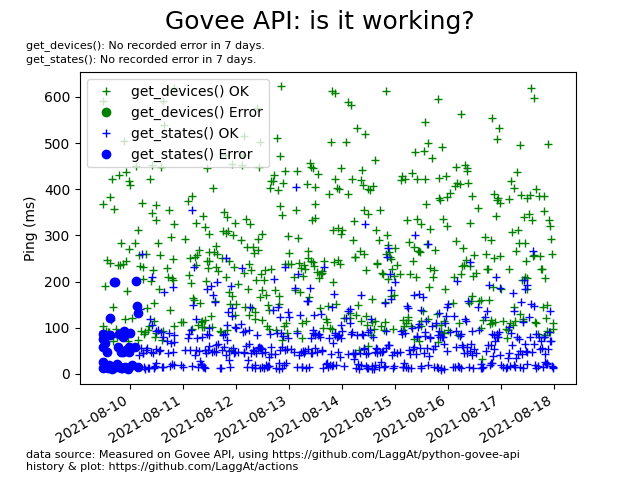 Govee API: is it working?
get_devices(): No recorded error in 7 days.
get_states(): No recorded error in 7 days.
get_devices() OK
get_devices() Error
get_states() OK
get_states() Error
Ping (ms)
600
500
400
300
200
100
0
2021-08-10
2021-08-11
2021-08-12
2021-08-13
2021-08-14
2021-08-15
2021-08-16
2021-08-17
2021-08-18
data source: Measured on Govee API, using https://github.com/LaggAt/python-govee-api
history & plot: https://github.com/LaggAt/actions